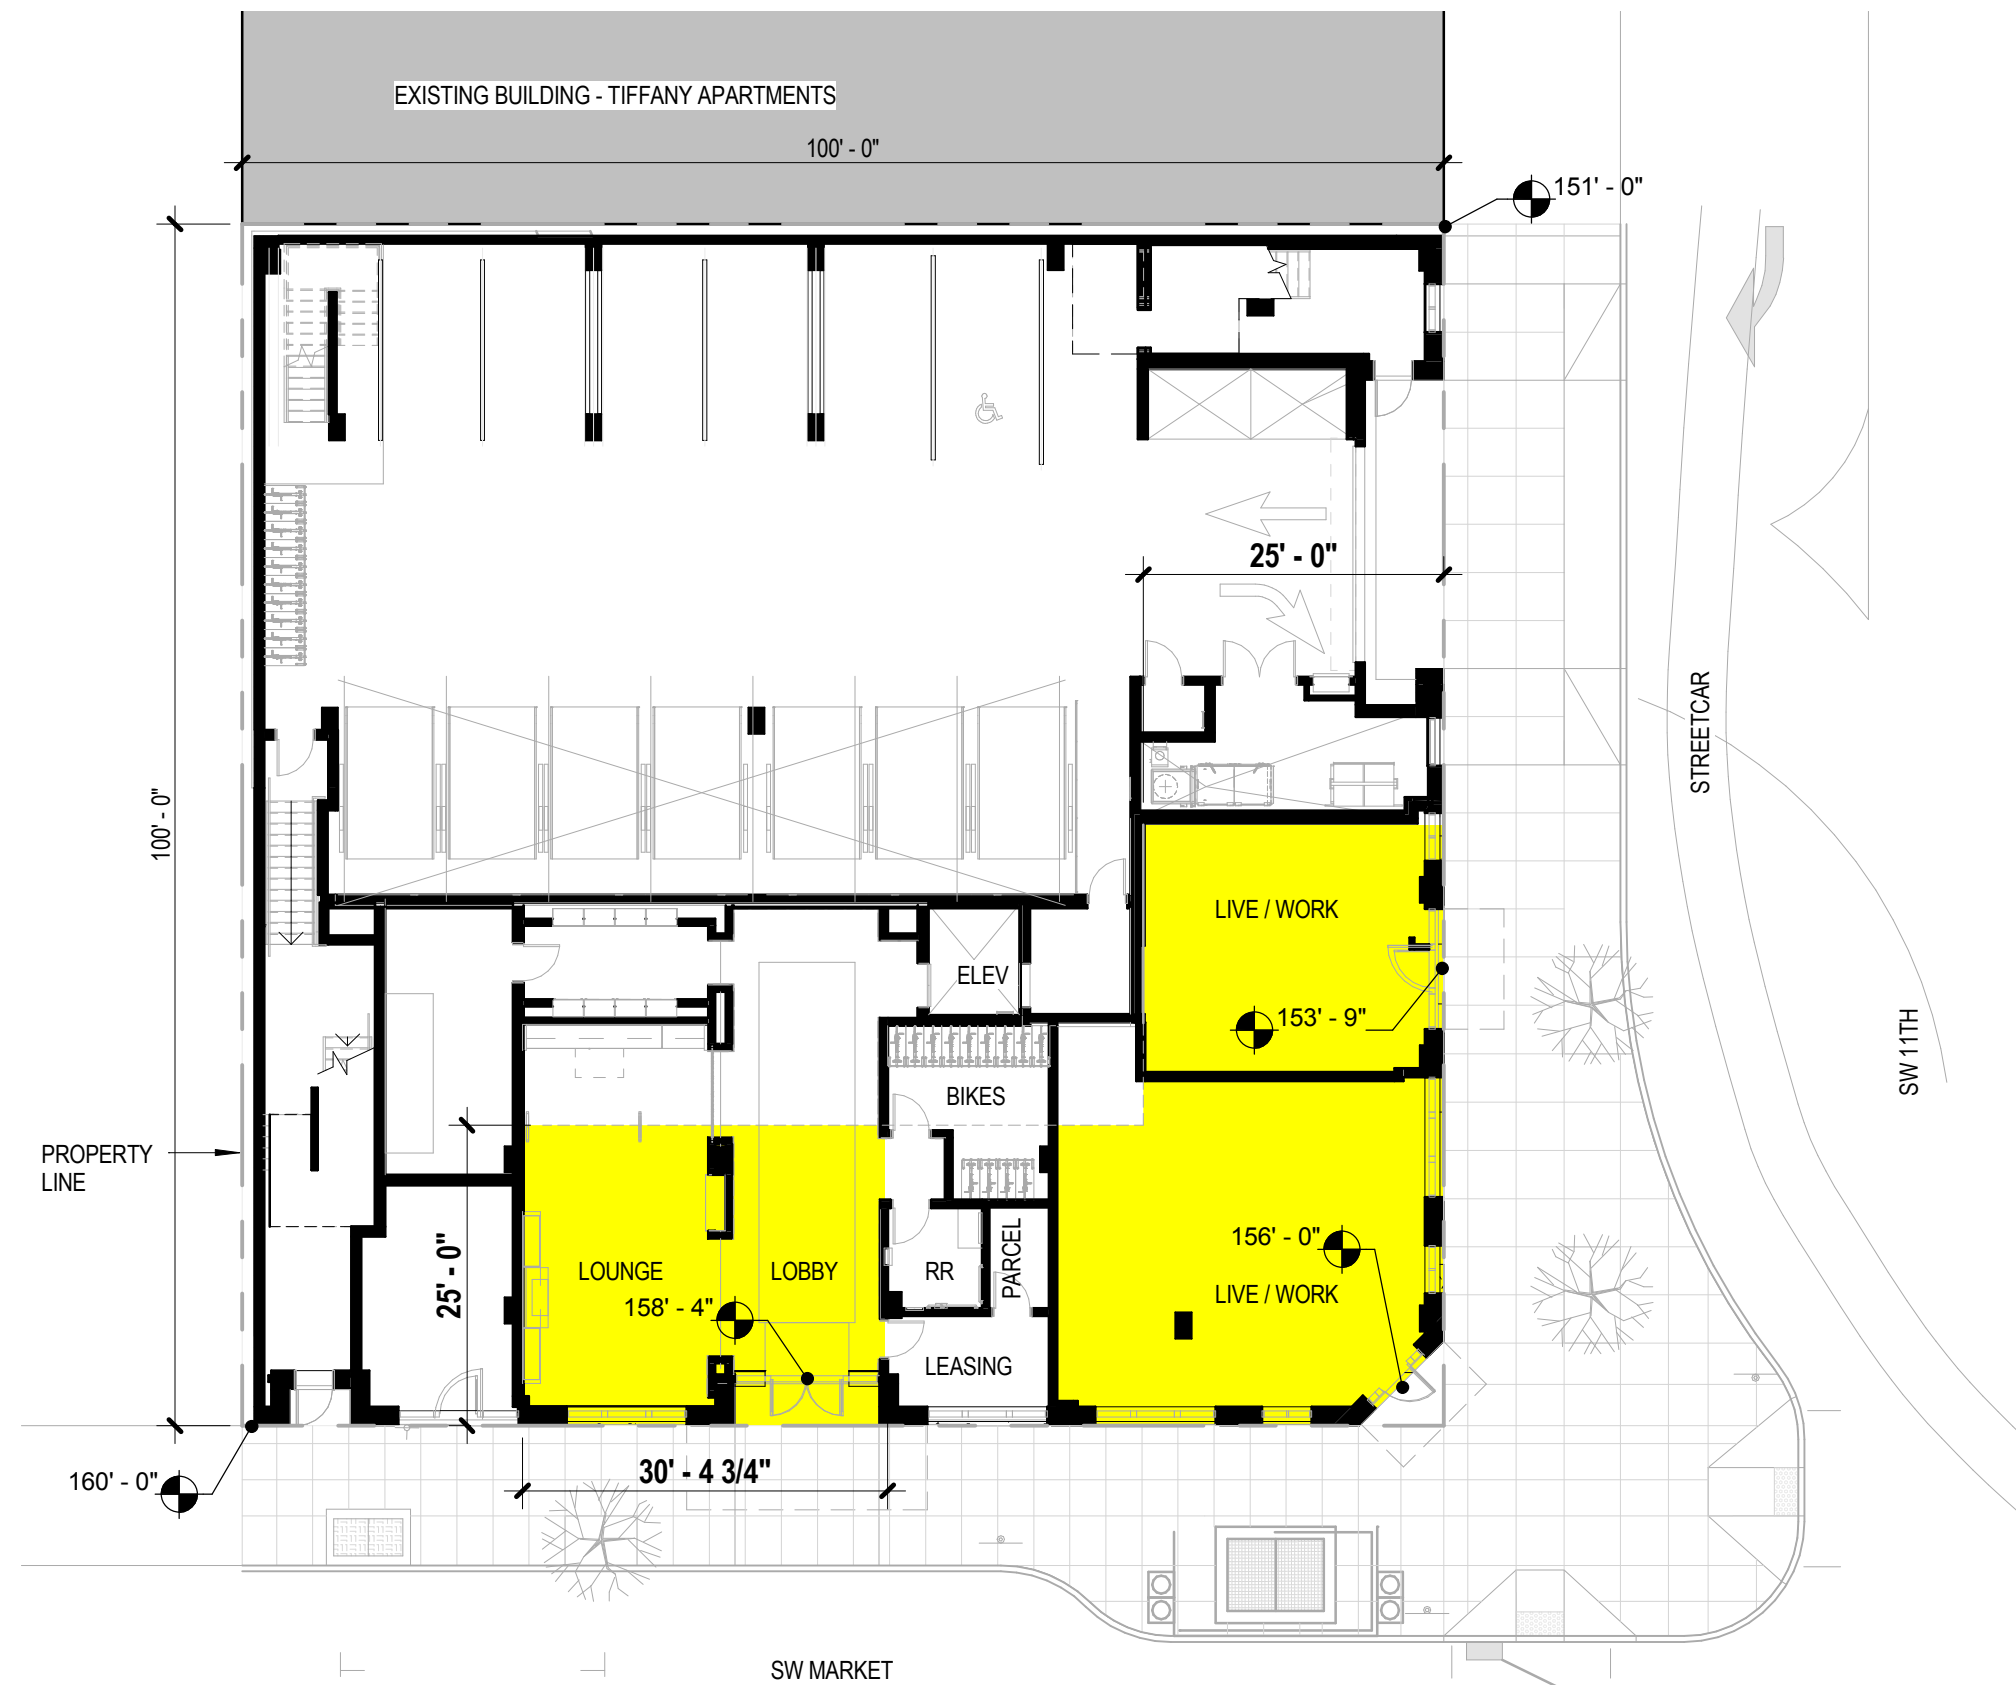 EXISTING BUILDING - TIFFANY APARTMENTS
100' - 0"
151' - 0"
25' - 0"
STREETCAR
100' - 0"
LIVE / WORK
ELEV
153' - 9"
SW 11TH
BIKES
PROPERTY
LINE
156' - 0"
PARCEL
25' - 0"
LOUNGE
LOBBY
RR
LIVE / WORK
158' - 4"
LEASING
160' - 0"
30' - 4 3/4"
SW MARKET